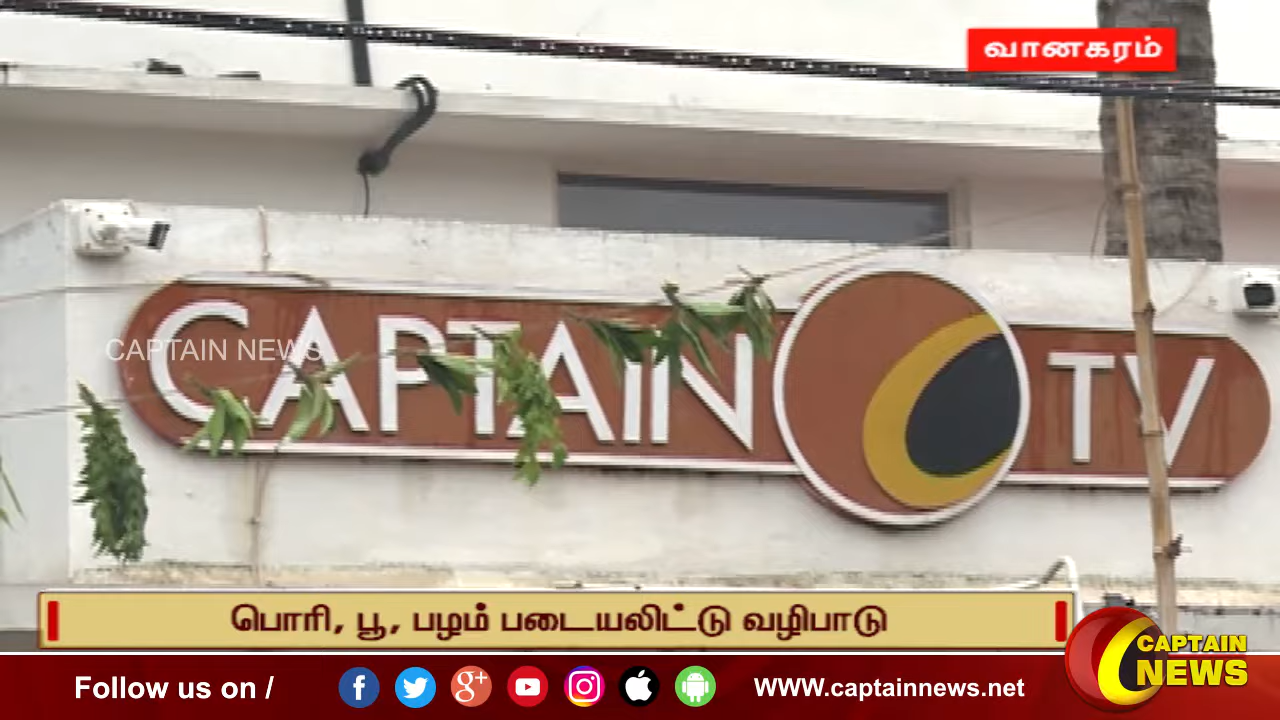 வானகரம்
CAPTAIN TV
CAPTAIN NEWS
பொரி, பூ, பழம் படையலிட்டு வழிபாடு
Follow us on /
WWW.captainnews.net
CAPTAIN
NEWS